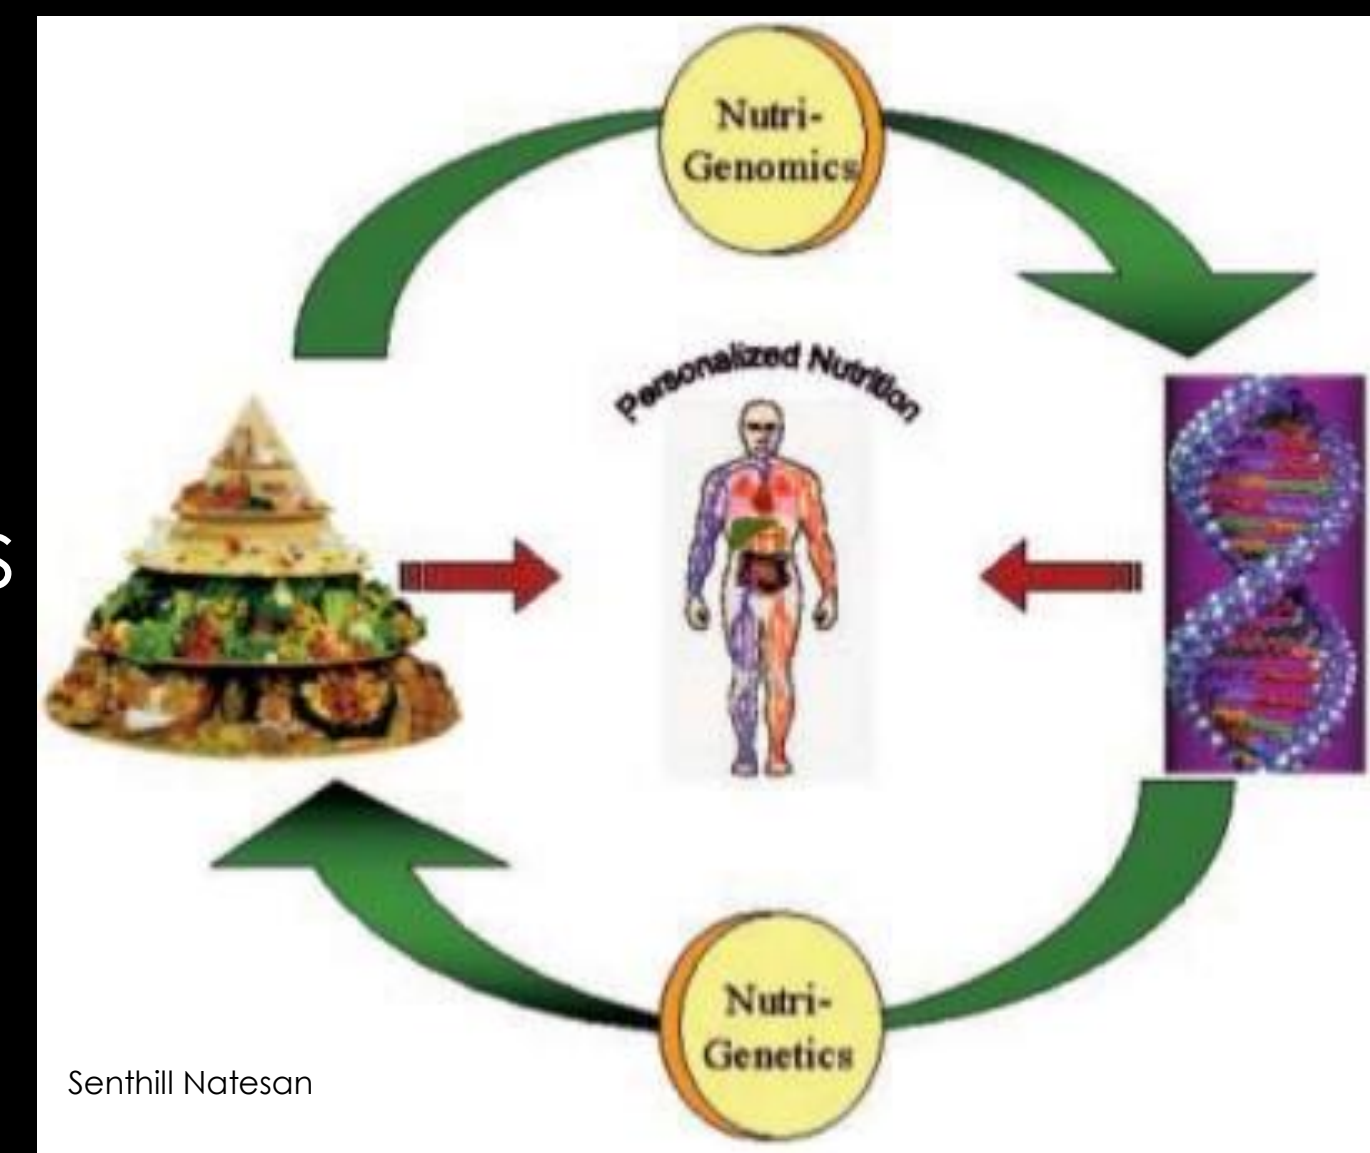 Nutri-
Genomics
Personalized Nutrition
s
Nutri-
Genetics
Senthill Natesan